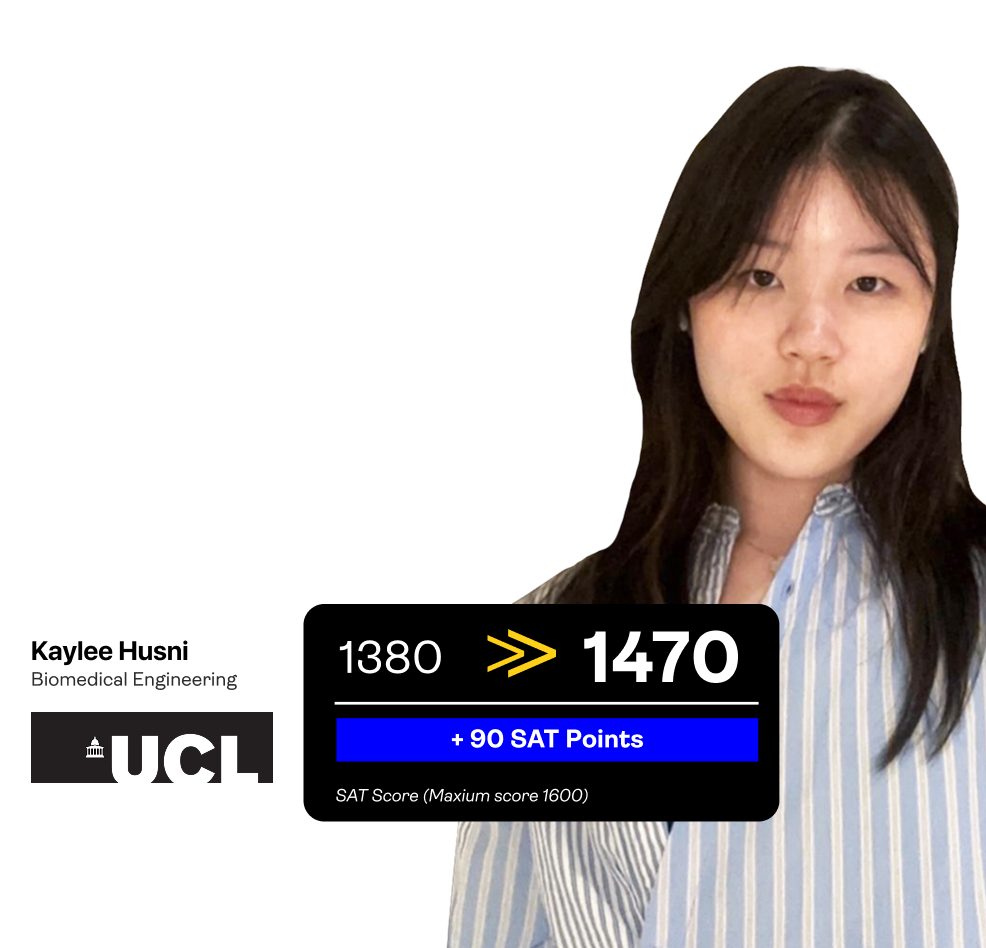 Kaylee Husni
Biomedical Engineering
UCL
1380 >> 1470
+ 90 SAT Points
SAT Score (Maxium score 1600)